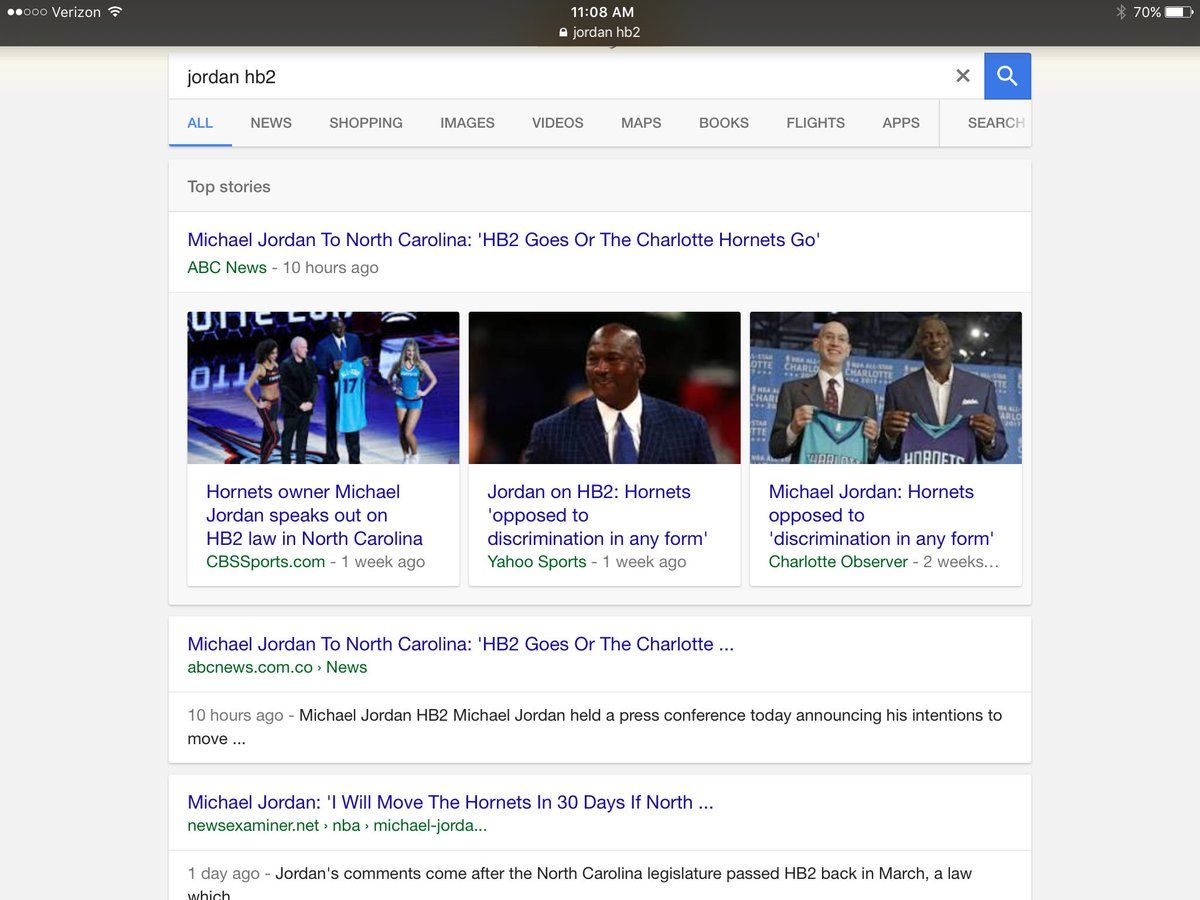 Verizon 11:08 AM 70%
jordan hb2
jordan hb2
ALL NEWS SHOPPING IMAGES VIDEOS MAPS BOOKS FLIGHTS APPS SEARCH
Top stories
Michael Jordan To North Carolina: 'HB2 Goes Or The Charlotte Hornets Go'
ABC News - 10 hours ago
17
CHARLOTTE
HORNETS
Hornets owner Michael
Jordan speaks out on
HB2 law in North Carolina
CBSSports.com - 1 week ago
Jordan on HB2: Hornets
'opposed to
discrimination in any form'
Yahoo Sports - 1 week ago
Michael Jordan: Hornets
opposed to
'discrimination in any form'
Charlotte Observer - 2 weeks...
Michael Jordan To North Carolina: 'HB2 Goes Or The Charlotte ...
abcnews.com.co › News
10 hours ago - Michael Jordan HB2 Michael Jordan held a press conference today announcing his intentions to
move ...
Michael Jordan: 'I Will Move The Hornets In 30 Days If North ...
newsexaminer.net › nba › michael-jorda...
1 day ago - Jordan's comments come after the North Carolina legislature passed HB2 back in March, a law
which